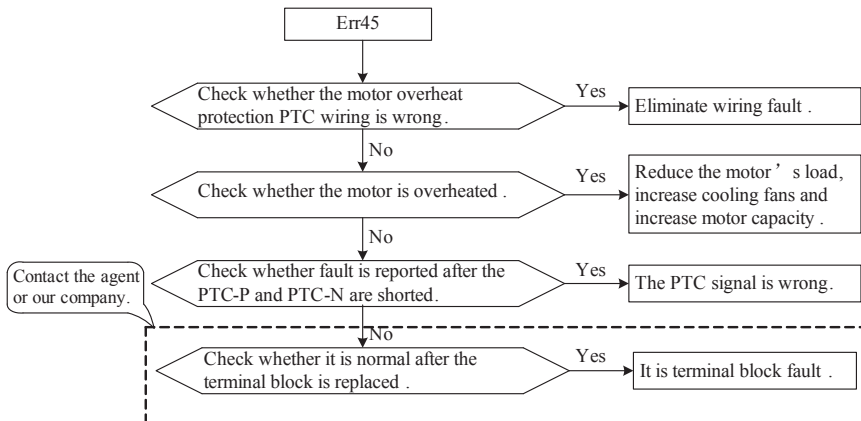 Err45
Check whether the motor overheat
protection PTC wiring is wrong.
Yes
Eliminate wiring fault .
No
Check whether the motor is overheated .
Yes
Reduce the motor’s load,
increase cooling fans and
increase motor capacity .
No
Contact the agent
or our company.
Check whether fault is reported after the
PTC-P and PTC-N are shorted.
Yes
The PTC signal is wrong.
No
Check whether it is normal after the
terminal block is replaced .
Yes
It is terminal block fault .